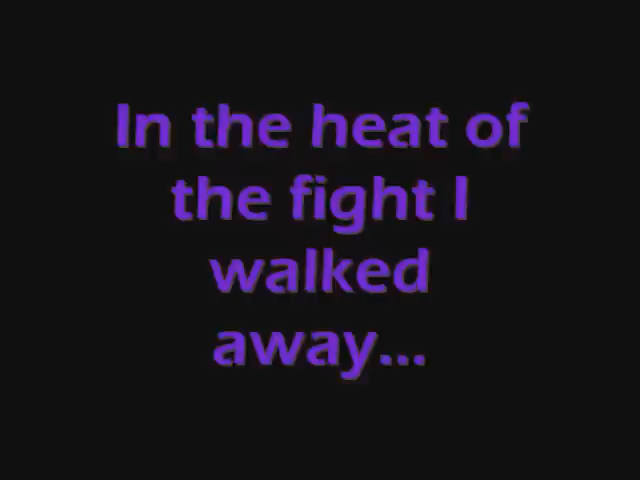 In the heat of
the fight I
walked
away...